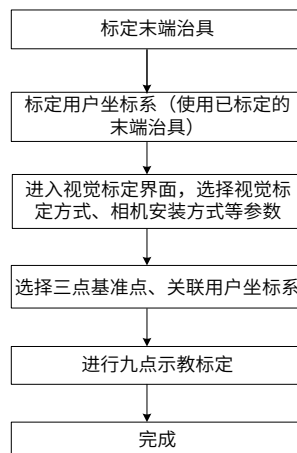 标定末端治具
标定用户坐标系（使用已标定的
末端治具）
进入视觉标定界面，选择视觉标
定方式、相机安装方式等参数
选择三点基准点、关联用户坐标系
进行九点示教标定
完成